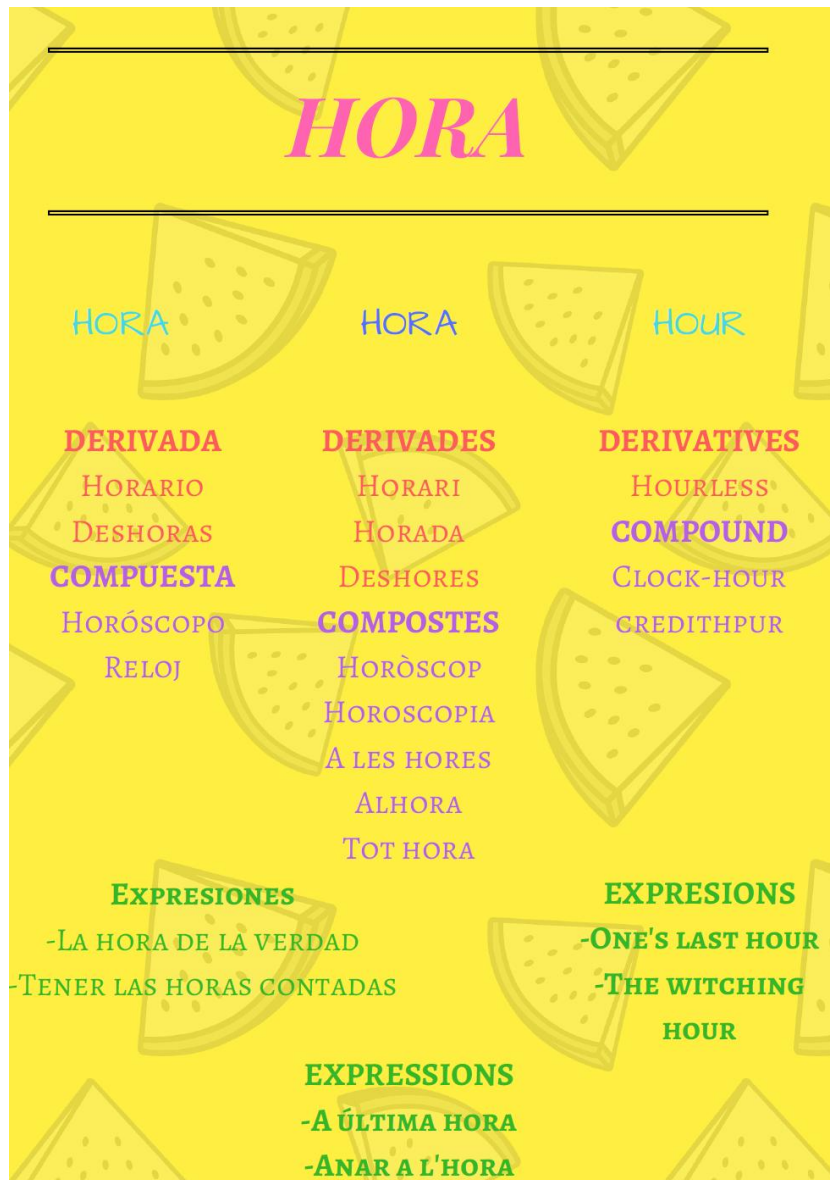 HORA
HORA
HORA
HOUR
DERIVADA
HORARIO
DESHORAS
COMPUESTA
HORÓSCOPO
RELOJ
DERIVADES
HORARI
HORADA
DESHORES
COMPOSTES
HORÒSCOP
HOROSCOPIA
A LES HORES
ALHORA
TOT HORA
DERIVATIVES
HOURLESS
COMPOUND
CLOCK-HOUR
CREDITHPUR
EXPRESIONES
-LA HORA DE LA VERDAD
-TENER LAS HORAS CONTADAS
EXPRESIONS
-ONE'S LAST HOUR
-THE WITCHING
HOUR
EXPRESSIONS
-A ÚLTIMA HORA
-ANAR A L'HORA